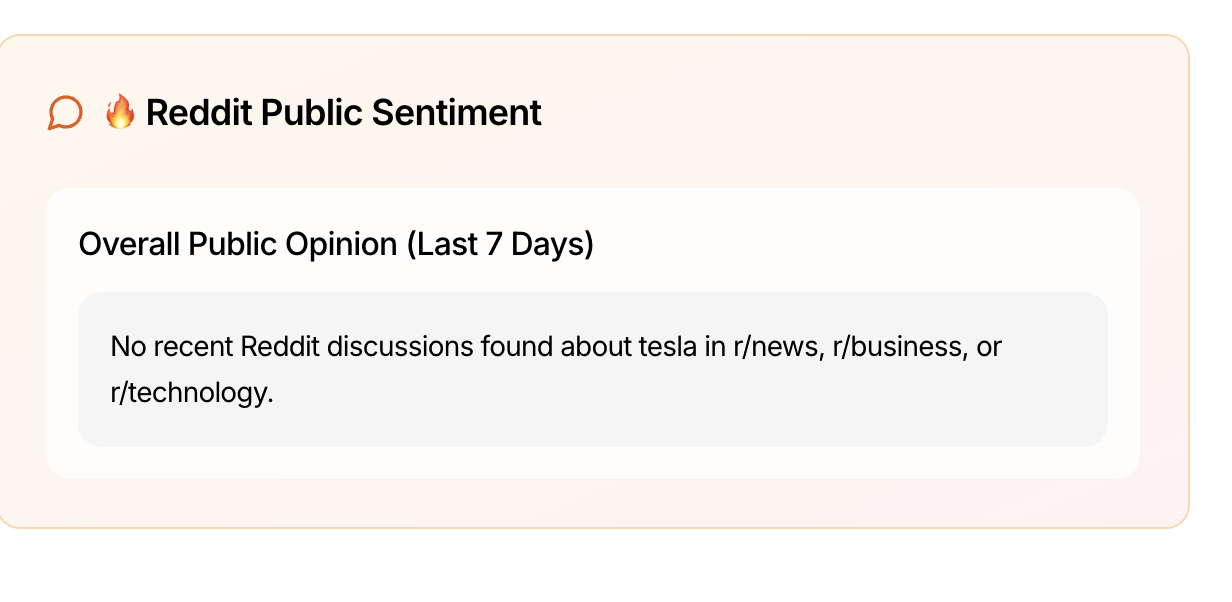 🔥 Reddit Public Sentiment
Overall Public Opinion (Last 7 Days)
No recent Reddit discussions found about tesla in r/news, r/business, or
r/technology.